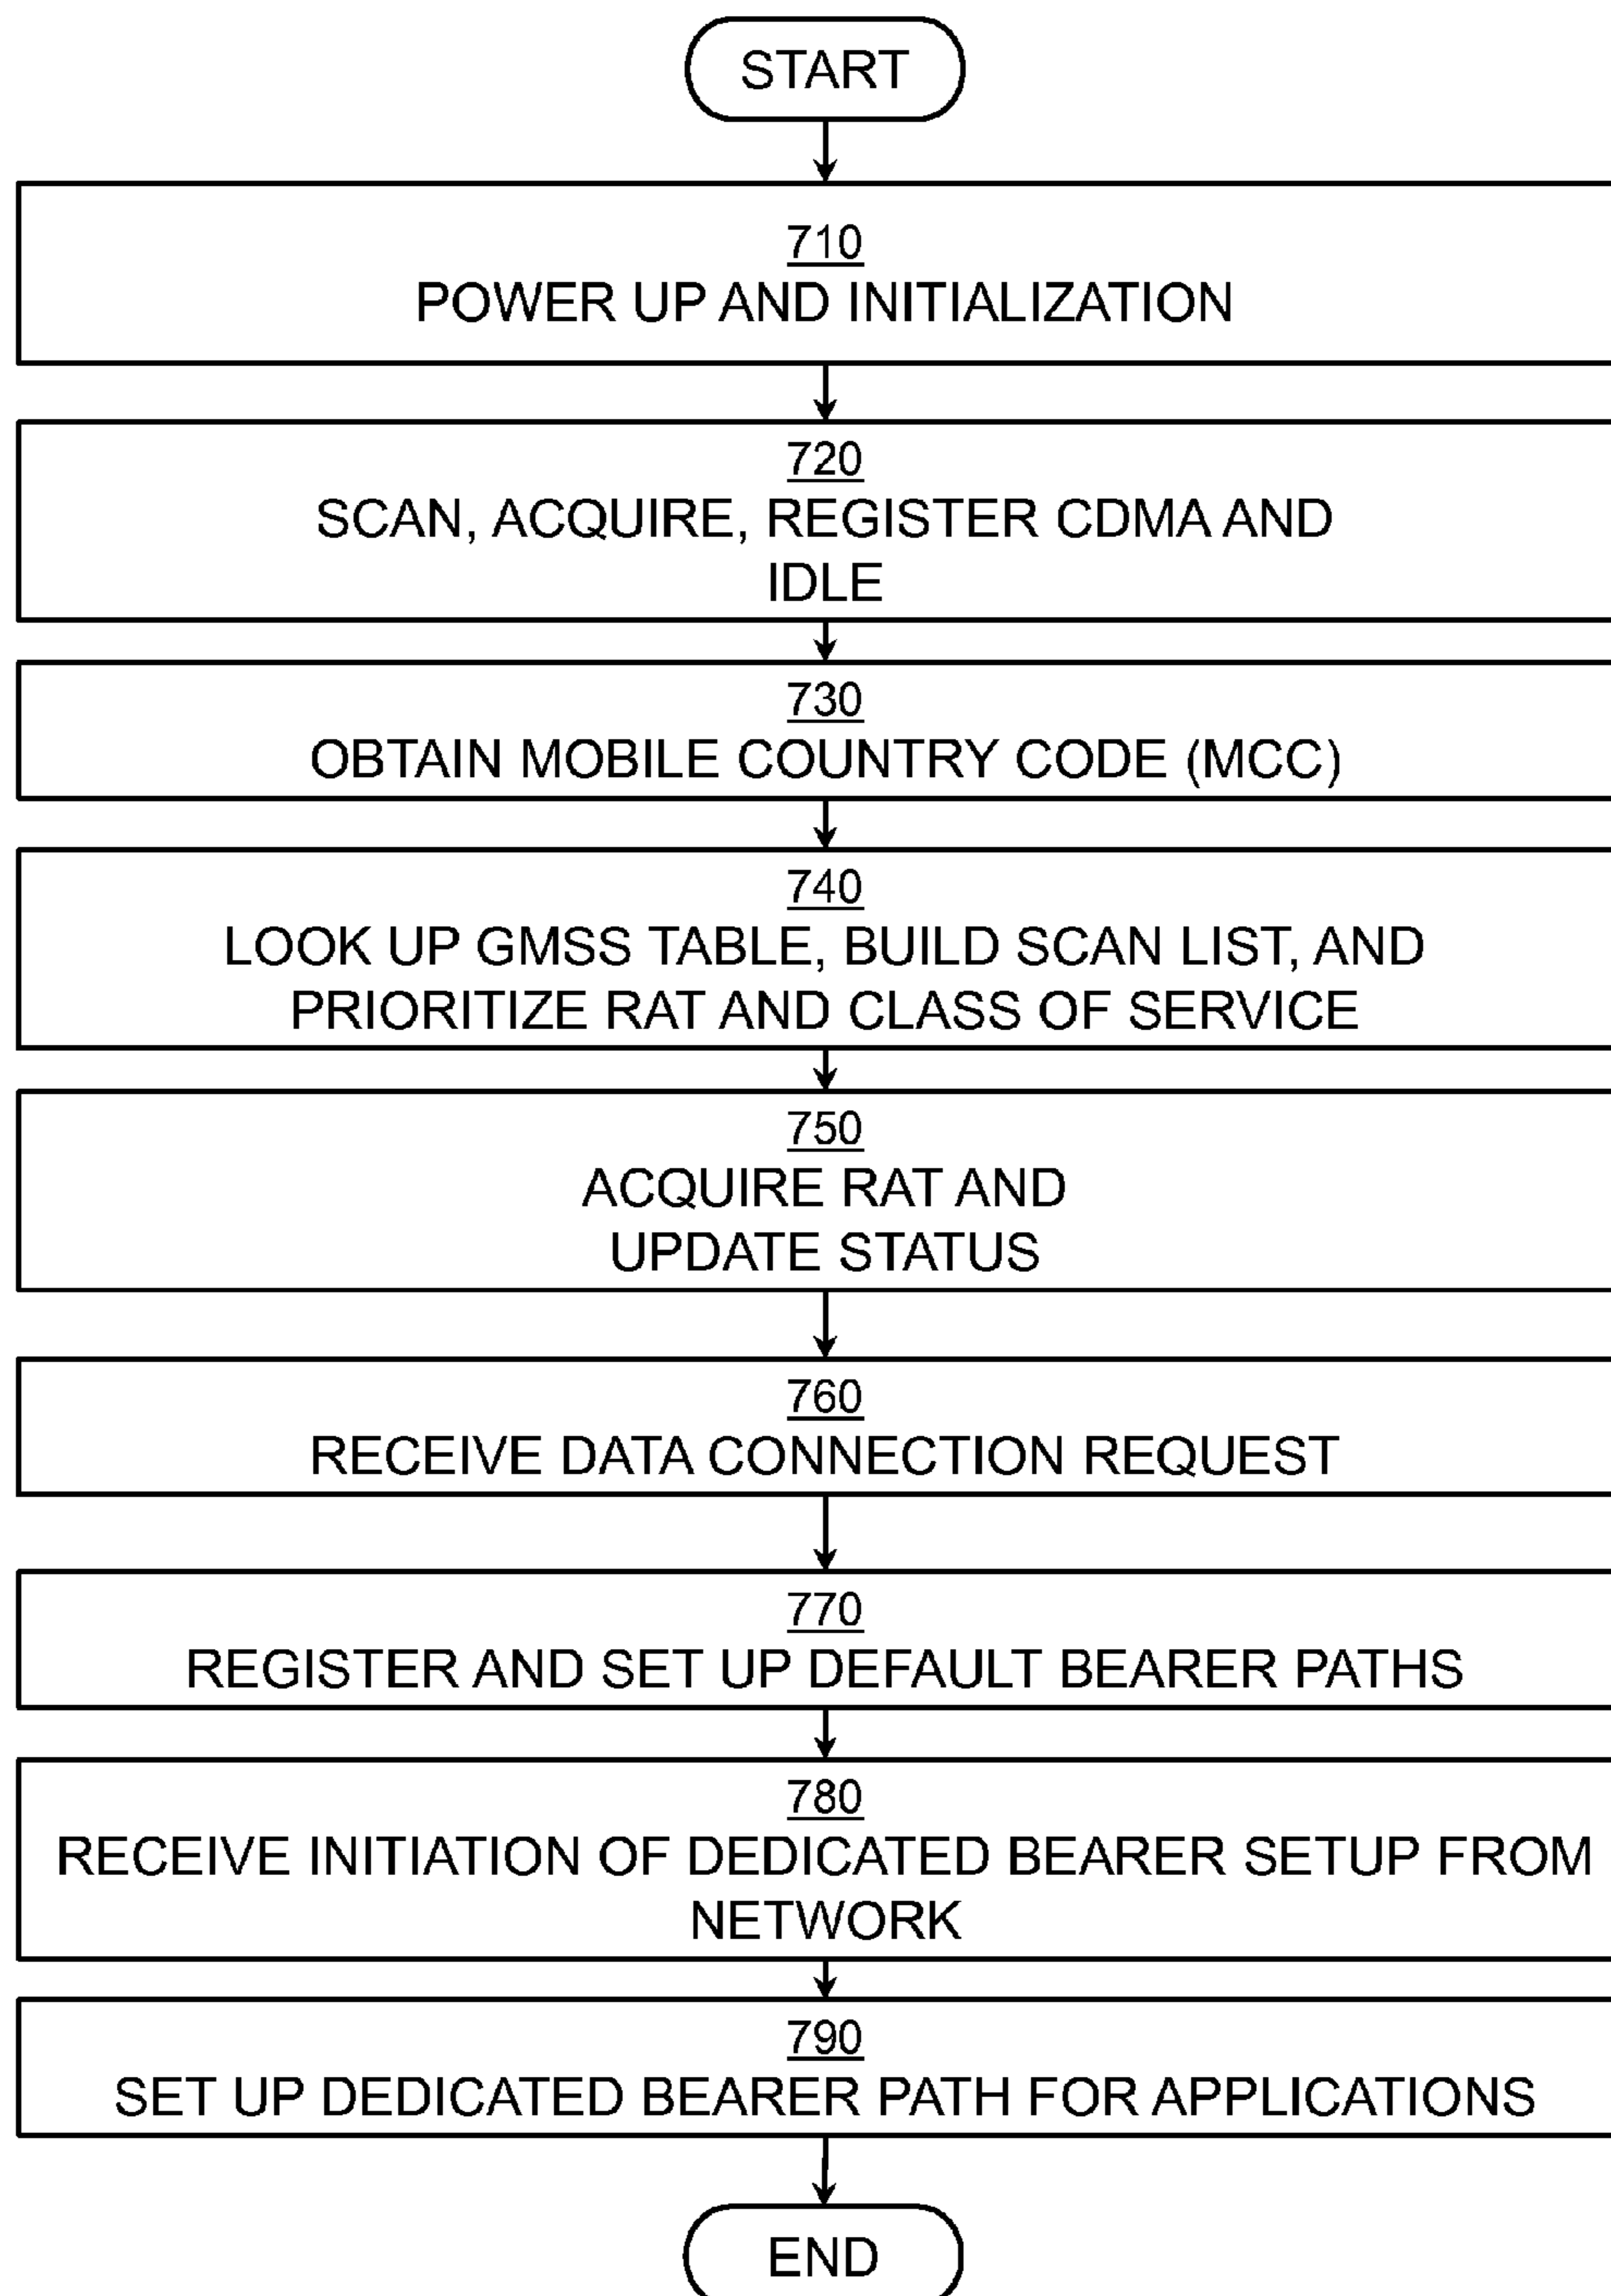 START
710
POWER UP AND INITIALIZATION
720
SCAN, ACQUIRE, REGISTER CDMA AND
IDLE
730
OBTAIN MOBILE COUNTRY CODE (MCC)
740
LOOK UP GMSS TABLE, BUILD SCAN LIST, AND
PRIORITIZE RAT AND CLASS OF SERVICE
750
ACQUIRE RAT AND
UPDATE STATUS
760
RECEIVE DATA CONNECTION REQUEST
770
REGISTER AND SET UP DEFAULT BEARER PATHS
780
RECEIVE INITIATION OF DEDICATED BEARER SETUP FROM
NETWORK
790
SET UP DEDICATED BEARER PATH FOR APPLICATIONS
END